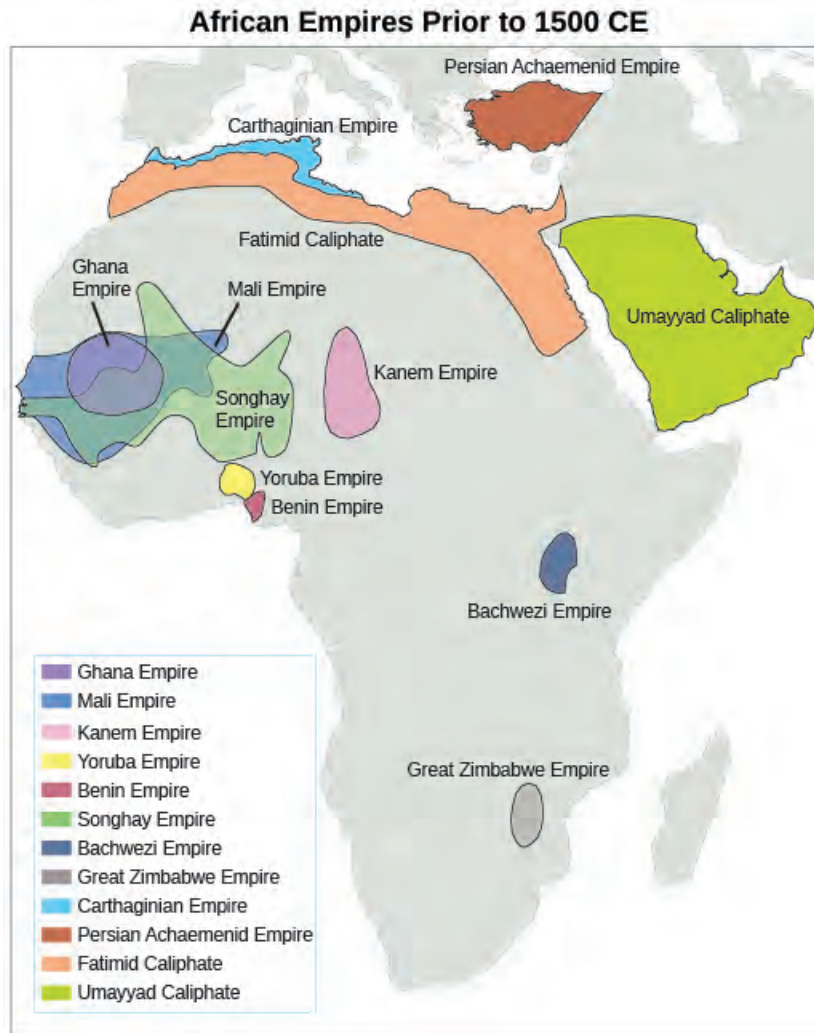 African Empires Prior to 1500 CE
Persian Achaemenid Empire
Carthaginian Empire
Fatimid Caliphate
Ghana
Empire
Mali Empire
Umayyad Caliphate
Kanem Empire
Songhay
Empire
Yoruba Empire
Benin Empire
Bachwezi Empire
Great Zimbabwe Empire
Ghana Empire
Mali Empire
Kanem Empire
Yoruba Empire
Benin Empire
Songhay Empire
Bachwezi Empire
Great Zimbabwe Empire
Carthaginian Empire
Persian Achaemenid Empire
Fatimid Caliphate
Umayyad Caliphate